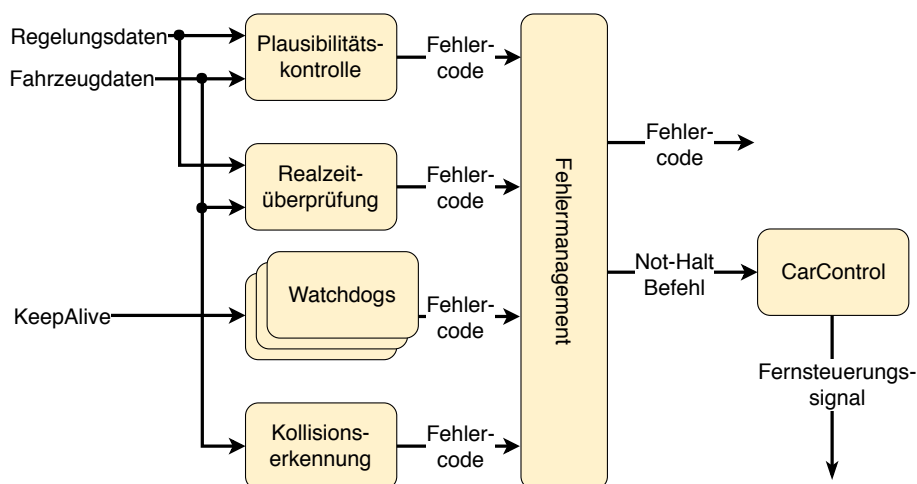 Regelungsdaten
Fahrzeugdaten
KeepAlive
Plausibilitäts-
kontrolle
Realzeit-
überprüfung
Watchdogs
Kollisions-
erkennung
Fehler-
code
Fehler-
code
Fehler-
code
Fehler-
code
Fehlermanagement
Fehler-
code
Not-Halt
Befehl
CarControl
Fernsteuerungs-
signal